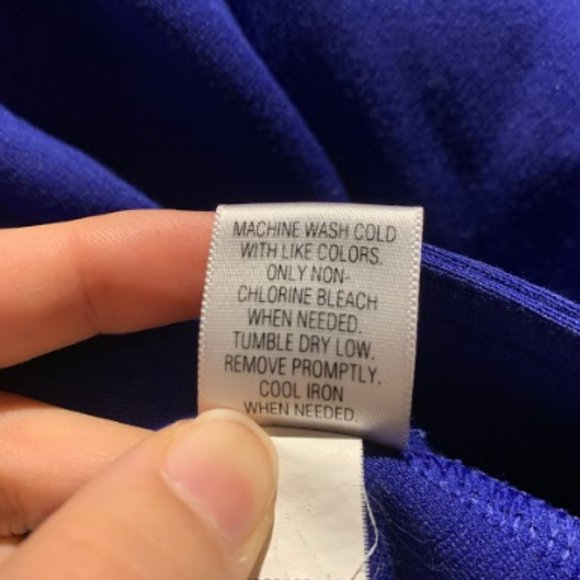 MACHINE WASH COLD
WITH LIKE COLORS.
ONLY NON-
CHLORINE BLEACH
WHEN NEEDED.
TUMBLE DRY LOW.
REMOVE PROMPTLY.
COOL IRON
WHEN NEEDED.